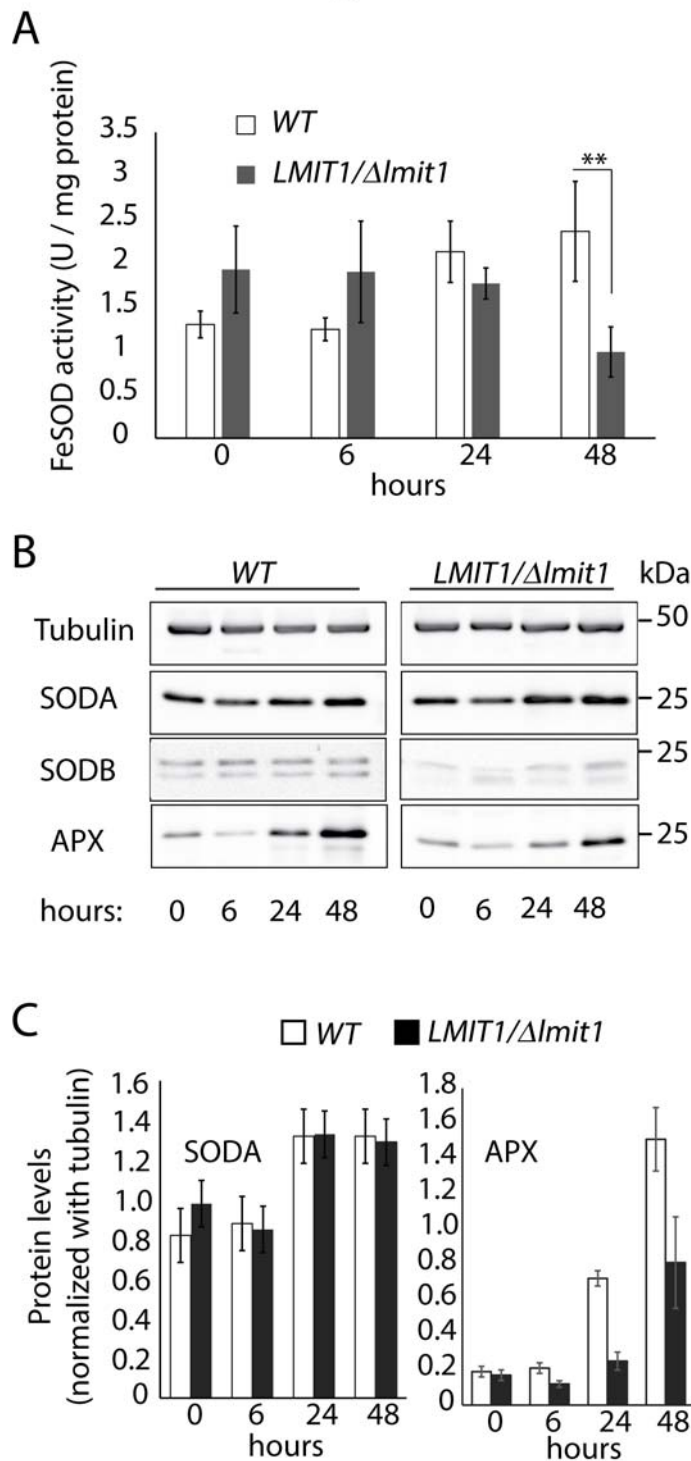 A
FeSOD activity (U / mg protein)
3.5
3
2.5
2
1.5
1
0.5
0
WT
LMIT1/Δlmit1
**
0 6 24 48
hours
B
WT LMIT1/Δlmit1 kDa
Tubulin 50
SODA 25
SODB 25
APX 25
hours: 0 6 24 48 0 6 24 48
C
WT LMIT1/Δlmit1
Protein levels
(normalized with tubulin)
1.6
1.4
1.2
1.0
0.8
0.6
0.4
0.2
0
SODA
0 6 24 48
hours
1.8
1.6
1.4
1.2
1.0
0.8
0.6
0.4
0.2
0
APX
0 6 24 48
hours